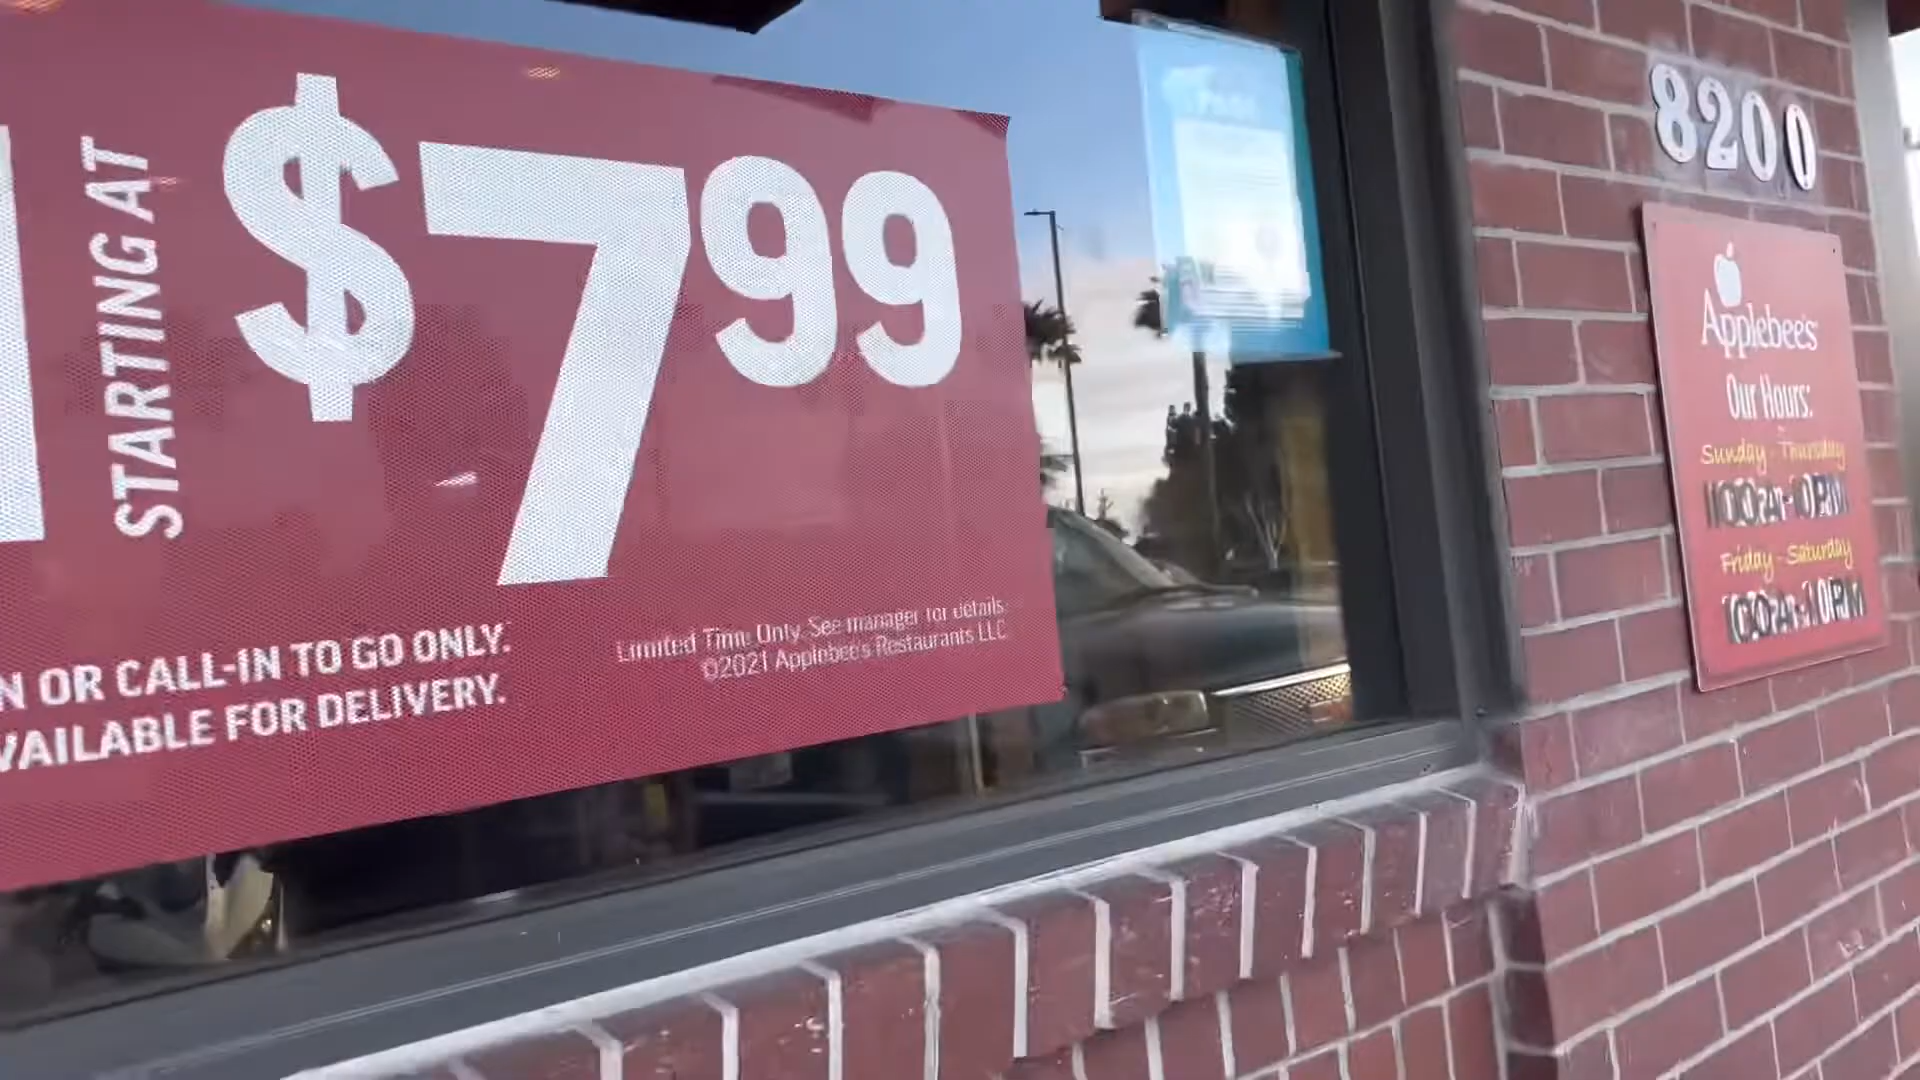 STARTING AT
$799
N OR CALL-IN TO GO ONLY.
VAILABLE FOR DELIVERY.
Limited Time Only. See manager for details.
©2021 Applebee's Restaurants LLC
8200
Applebee's
Our Hours:
Sunday - Thursday
Friday - Saturday